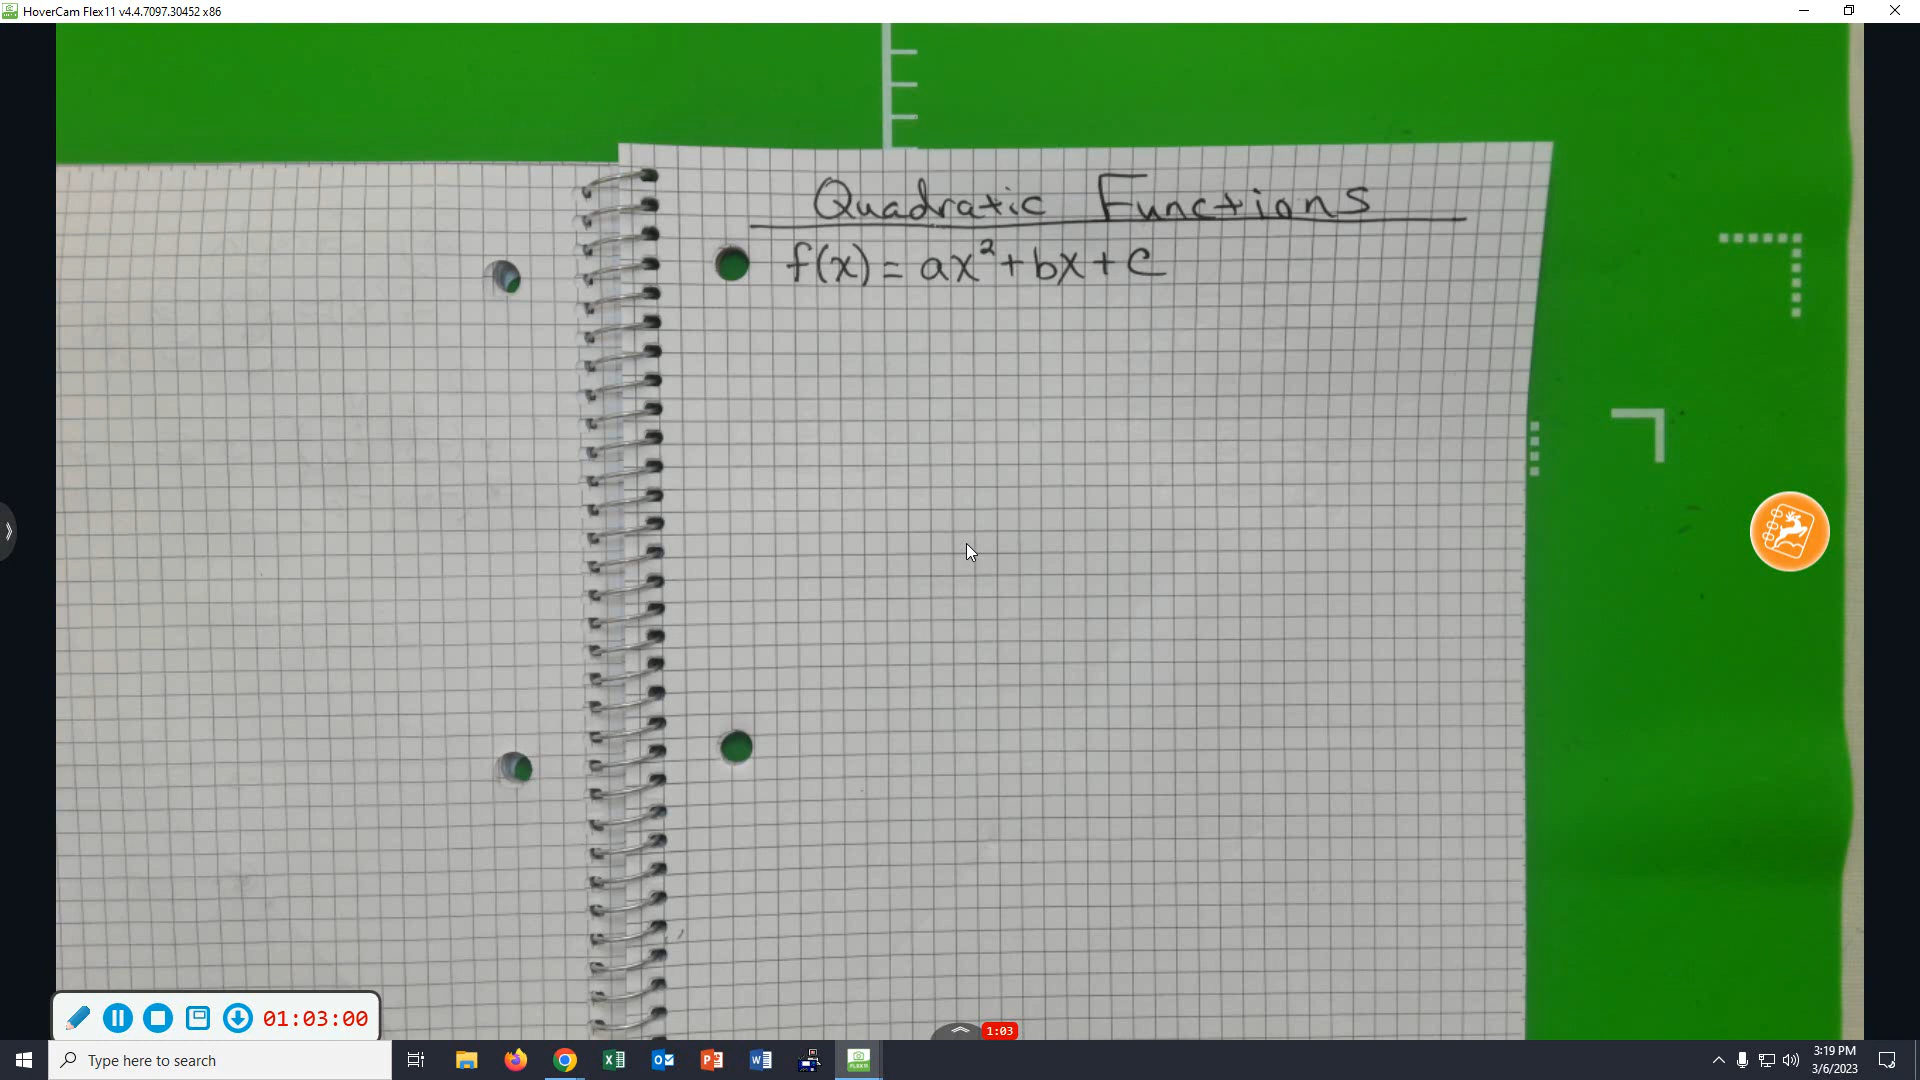 HoverCam Flex11 v4.4.7097.30452 x86
Quadratic Functions
f(x) = ax² + bx + c
01:03:00
1:03
Type here to search
3:19 PM
3/6/2023